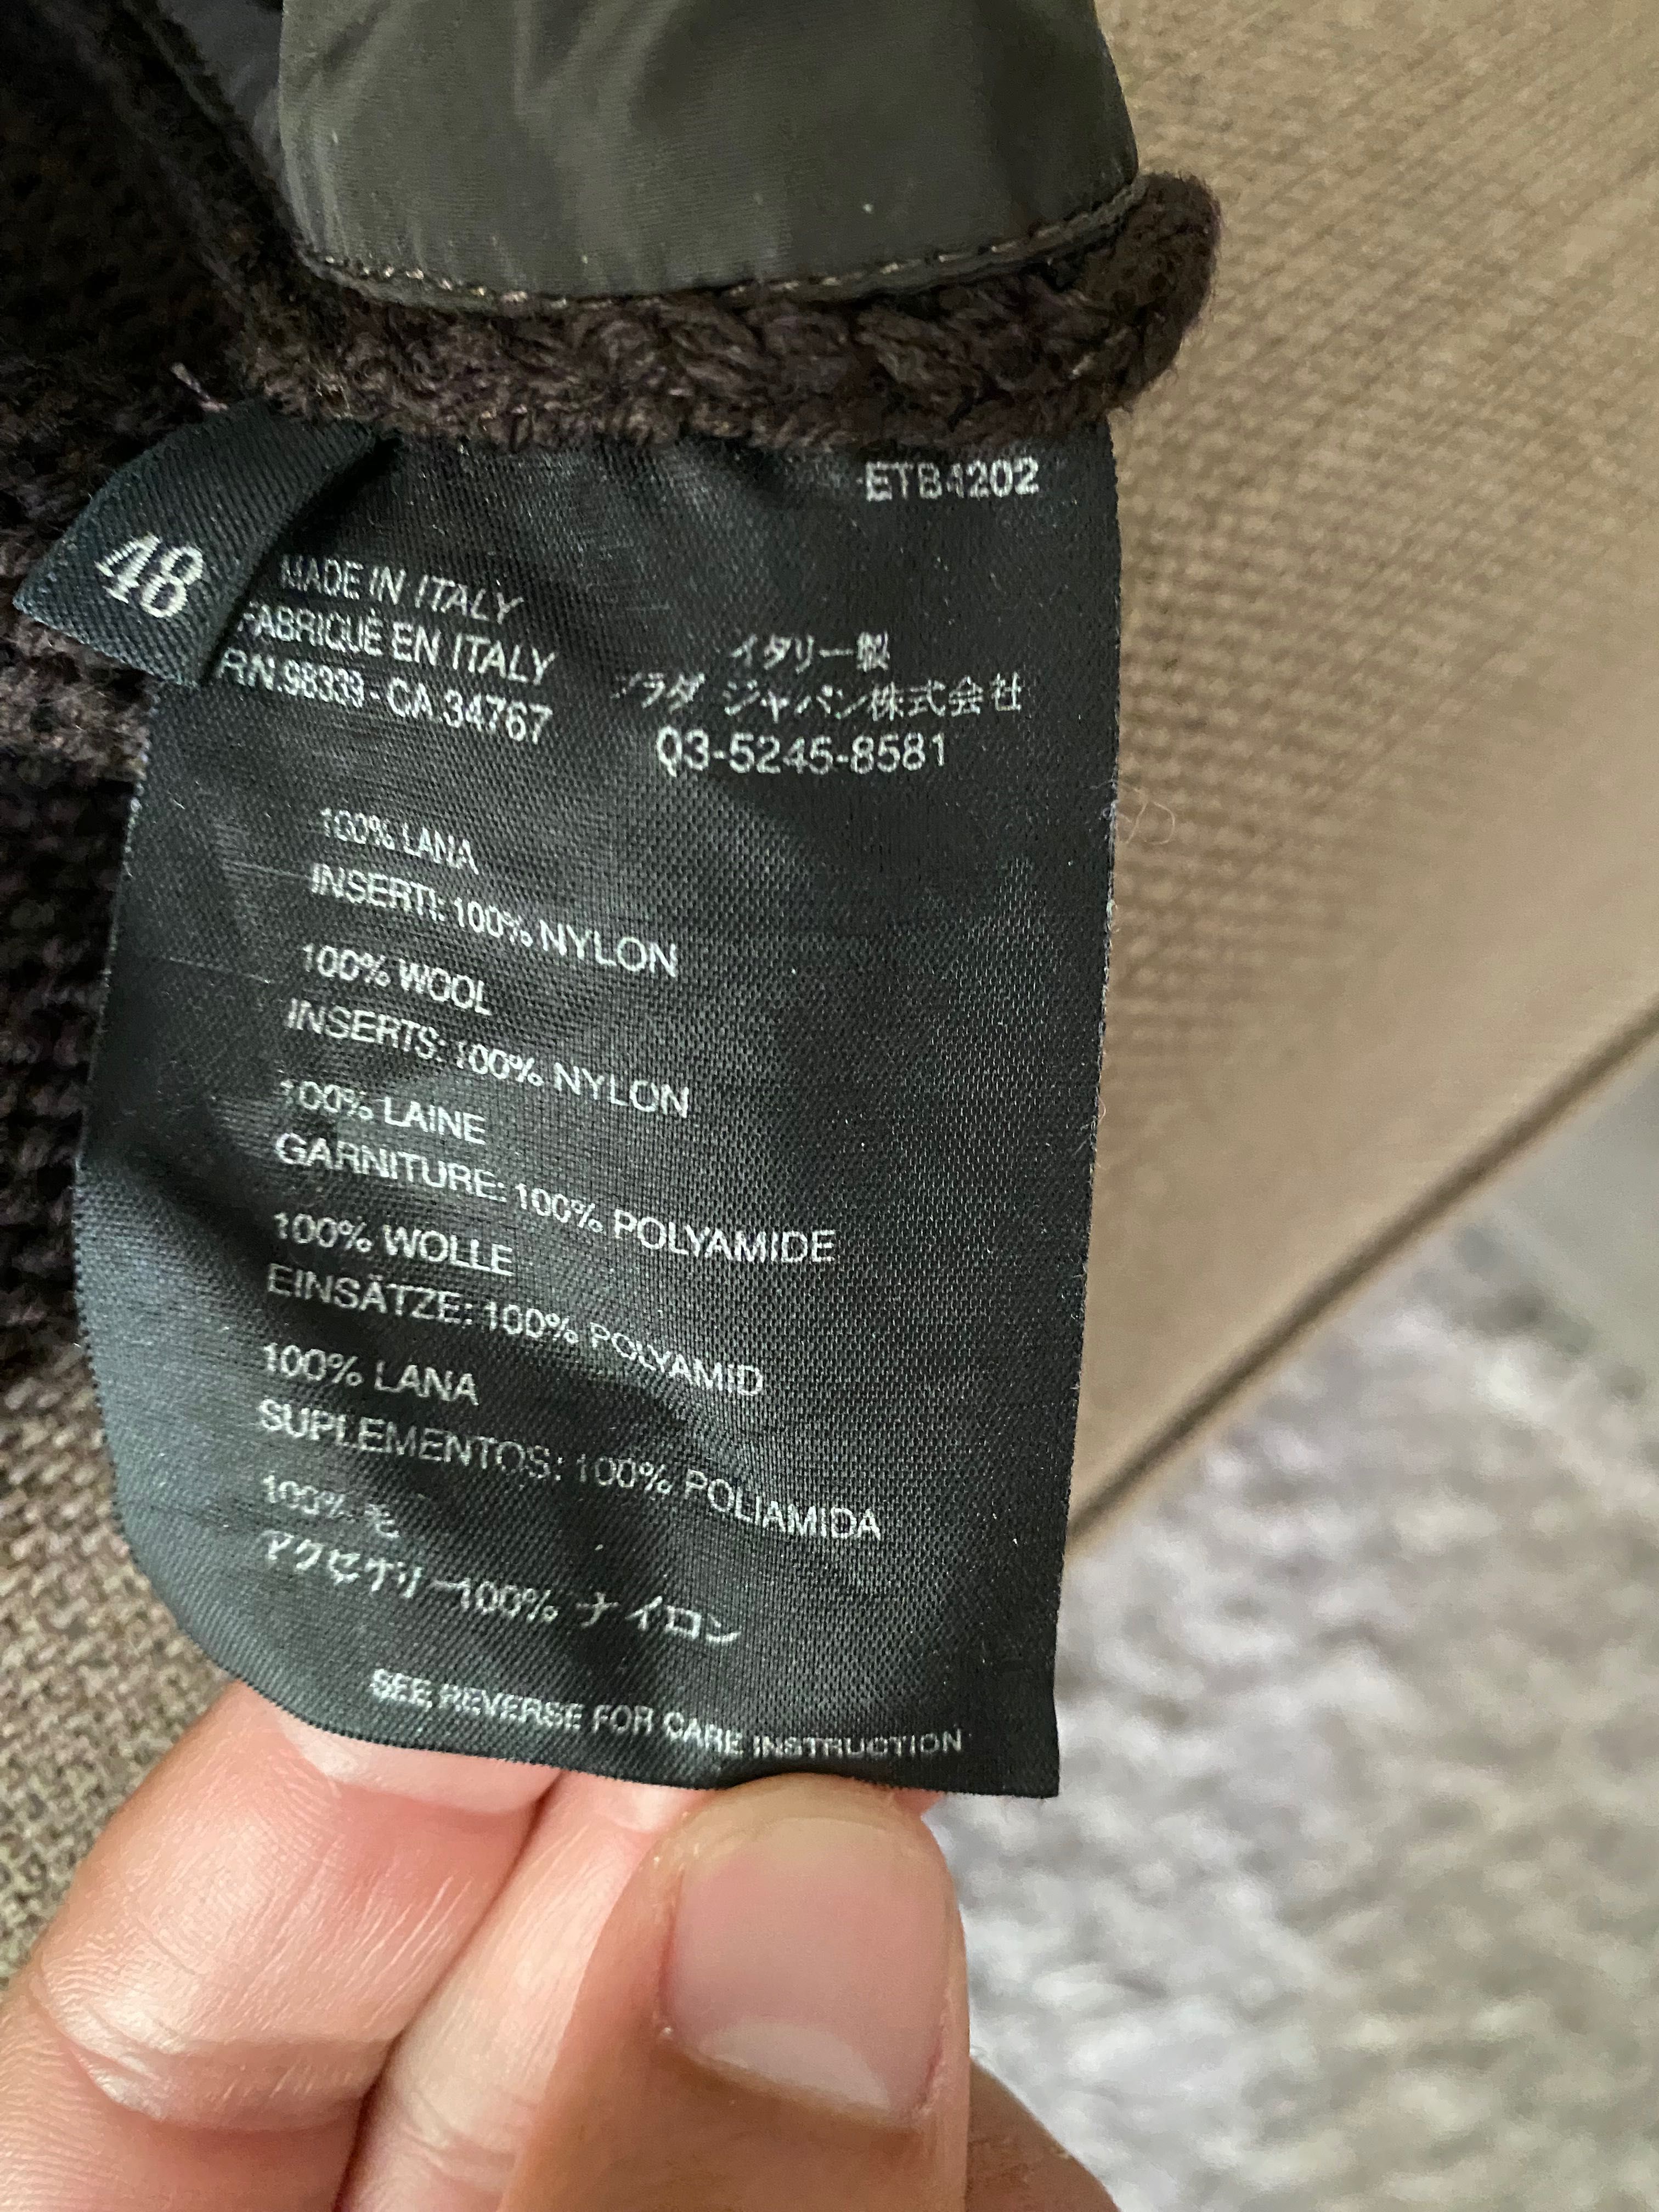 ETB4202
48
MADE IN ITALY
FABRIQUÉ EN ITALY
RN.98339 - CA.34767
イタリー製
プラダ ジャパン株式会社
03-5245-8581
100% LANA
INSERTI: 100% NYLON
100% WOOL
INSERTS: 100% NYLON
100% LAINE
GARNITURE: 100% POLYAMIDE
100% WOLLE
EINSÄTZE: 100% POLYAMID
100% LANA
SUPLEMENTOS: 100% POLIAMIDA
100% モ
アクセサリー100% ナイロン
SEE REVERSE FOR CARE INSTRUCTION